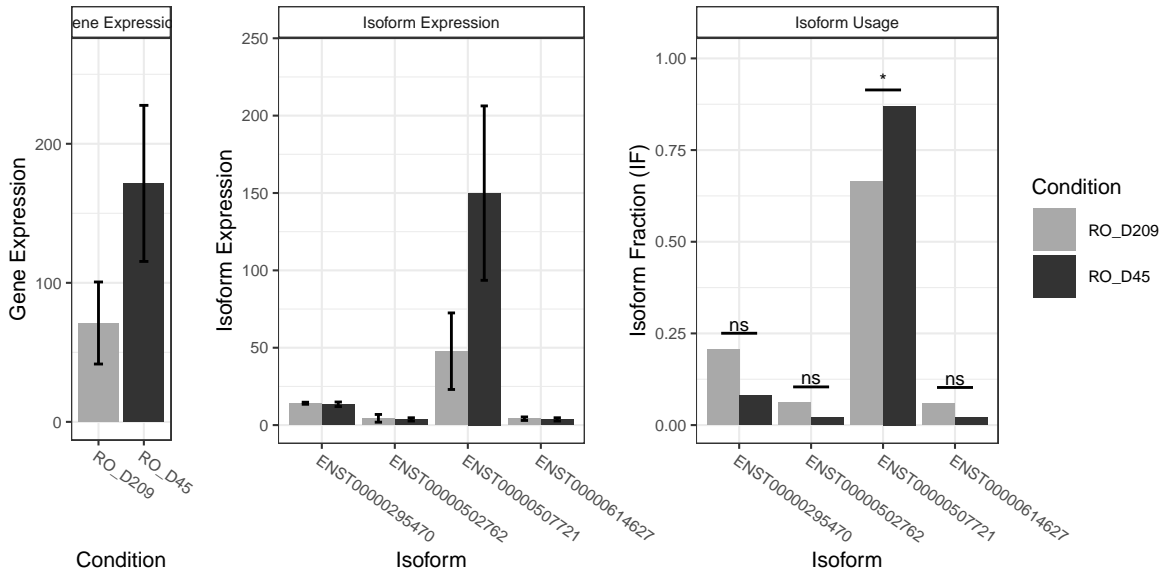 ene Expressio
Gene Expression
200
100
0
RO_D209
RO_D45
Condition
Isoform Expression
Isoform Expression
250
200
150
100
50
0
ENST00000295470
ENST00000502762
ENST00000507721
ENST00000614627
Isoform
Isoform Usage
Isoform Fraction (IF)
1.00
0.75
0.50
0.25
0.00
ns
ns
*
ns
ENST00000295470
ENST00000502762
ENST00000507721
ENST00000614627
Isoform
Condition
RO_D209
RO_D45